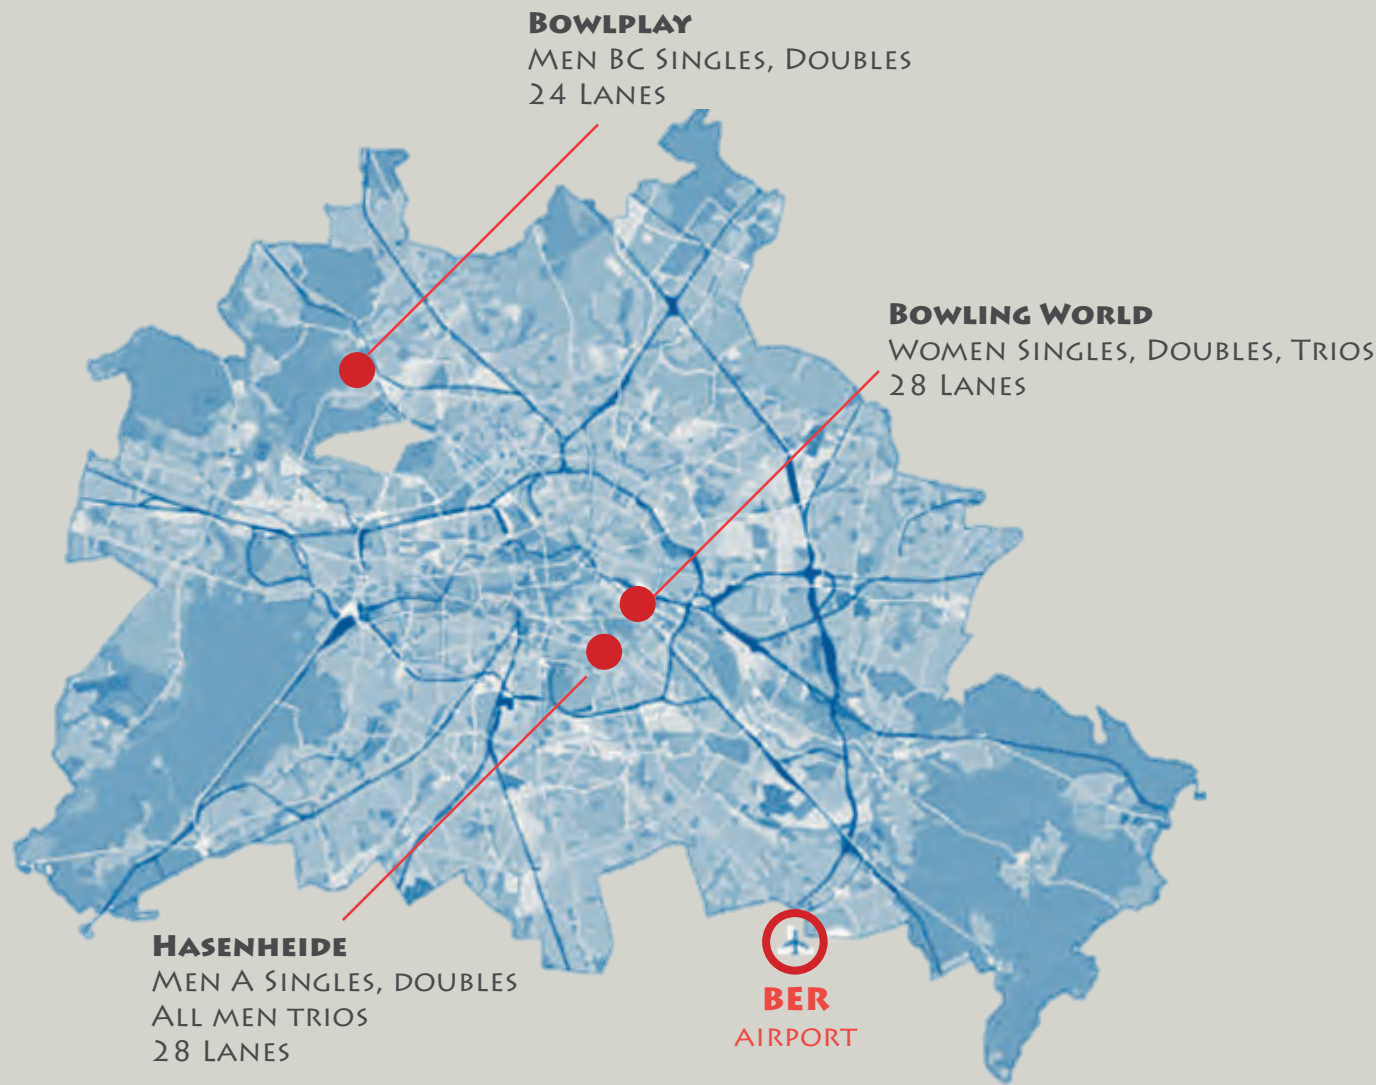 Bowlplay
Men BC Singles, Doubles
24 Lanes
Bowling World
Women Singles, Doubles, Trios
28 Lanes
Hasenheide
Men A Singles, doubles
All men trios
28 Lanes
BER
airport